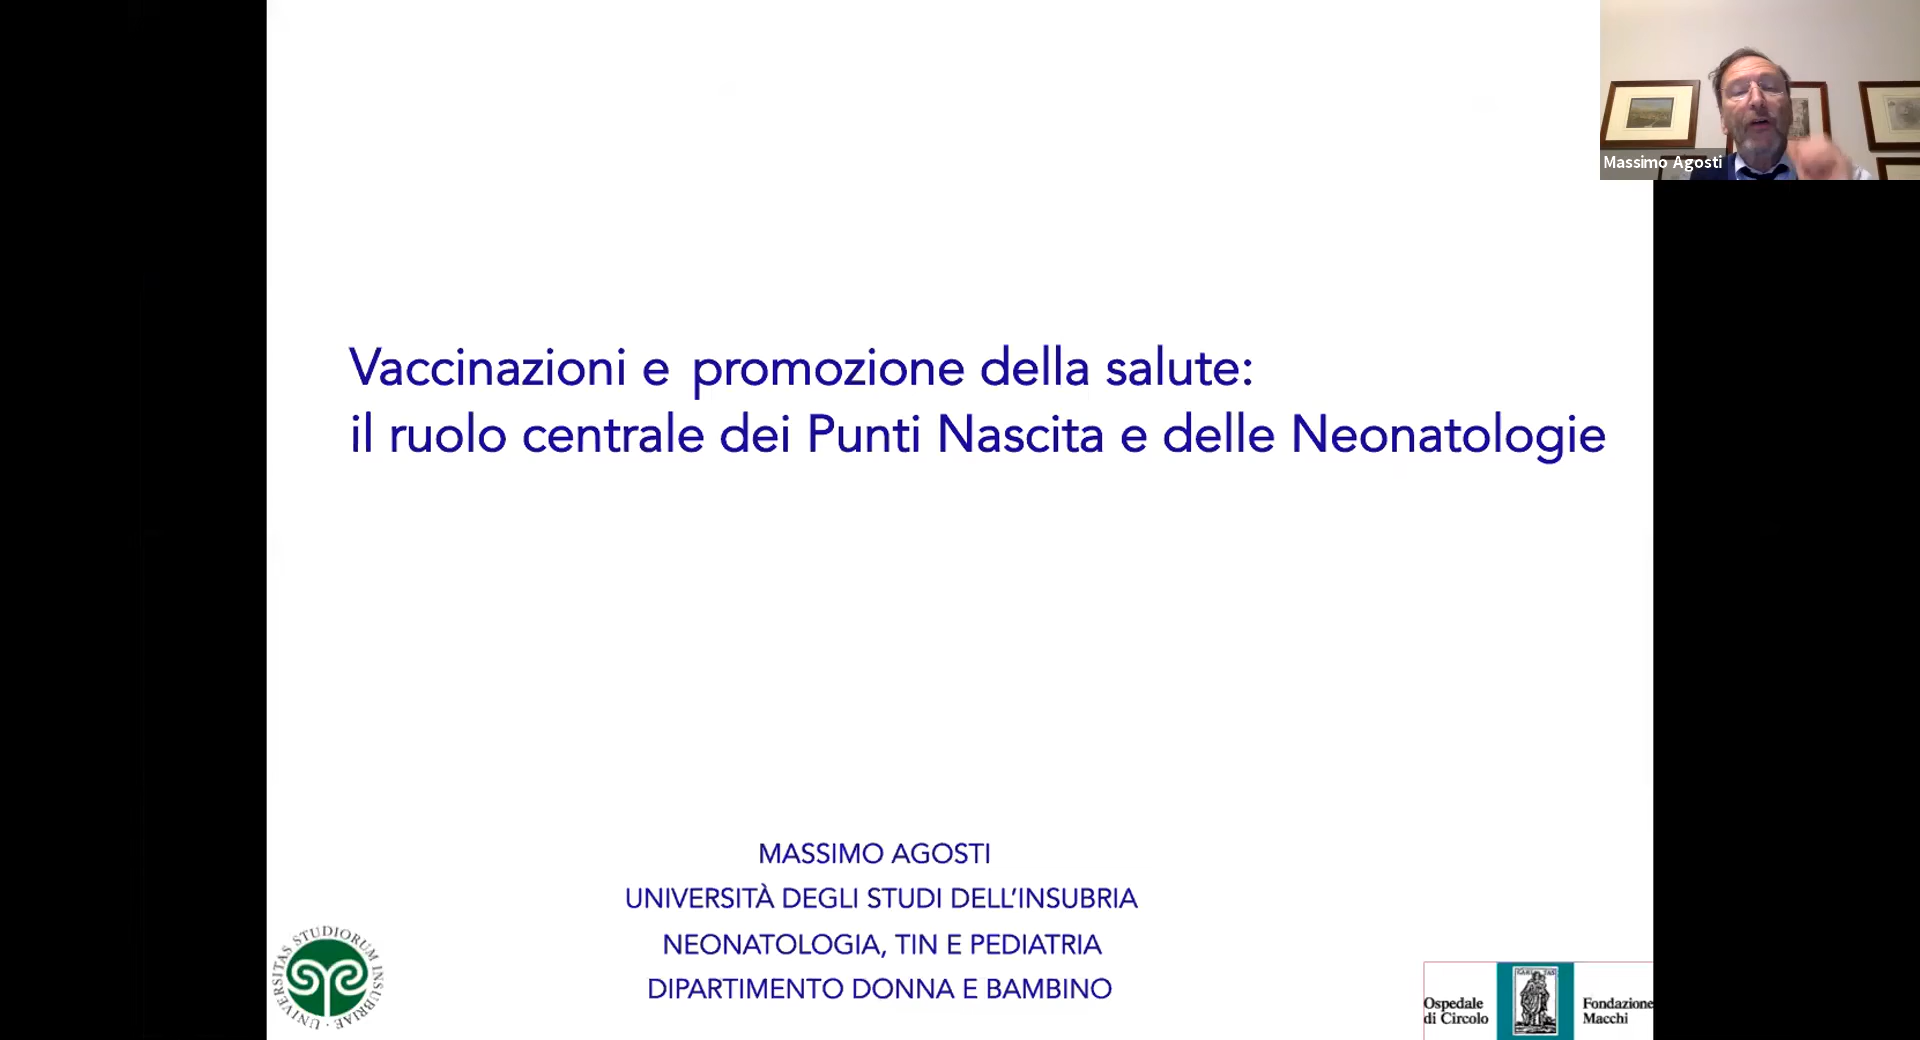 Massimo Agosti
Vaccinazioni e promozione della salute:
il ruolo centrale dei Punti Nascita e delle Neonatologie
MASSIMO AGOSTI
UNIVERSITÀ DEGLI STUDI DELL’INSUBRIA
NEONATOLOGIA, TIN E PEDIATRIA
DIPARTIMENTO DONNA E BAMBINO
UNIVERSITAS STUDIORUM INSUBRIAE
Ospedale
di Circolo
Fondazione
Macchi